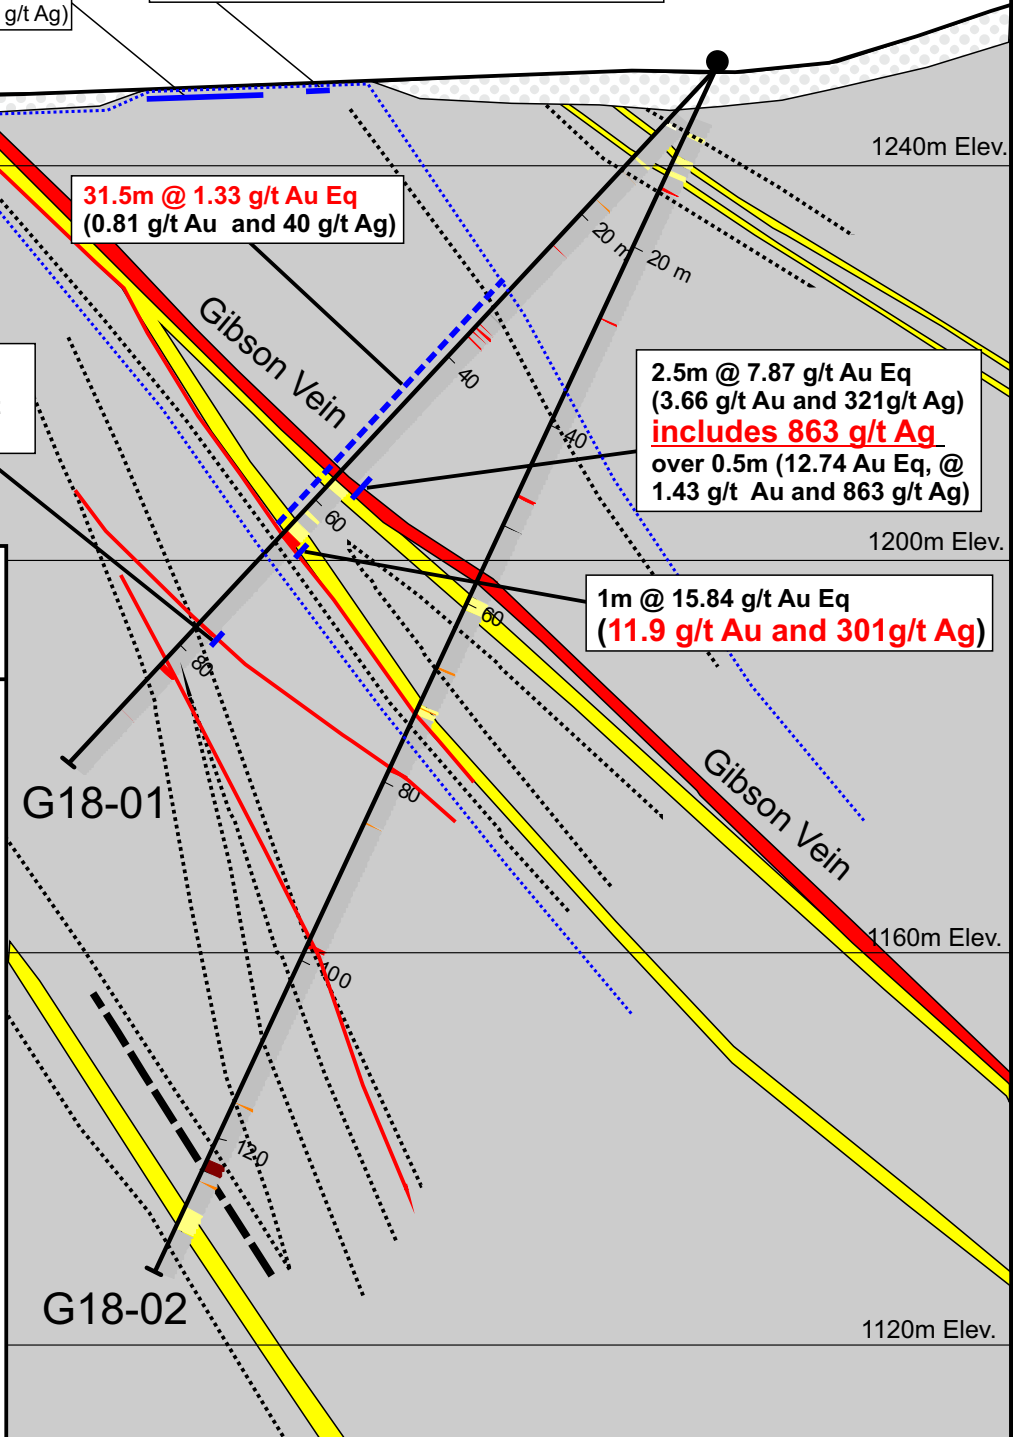 g/t Ag)
1240m Elev.
31.5m @ 1.33 g/t Au Eq
(0.81 g/t Au and 40 g/t Ag)
20 m
20 m
Gibson Vein
40
40
2.5m @ 7.87 g/t Au Eq
(3.66 g/t Au and 321g/t Ag)
includes 863 g/t Ag
over 0.5m (12.74 Au Eq, @
1.43 g/t Au and 863 g/t Ag)
60
1200m Elev.
1m @ 15.84 g/t Au Eq
(11.9 g/t Au and 301g/t Ag)
60
80
G18-01
80
Gibson Vein
1160m Elev.
100
120
G18-02
1120m Elev.